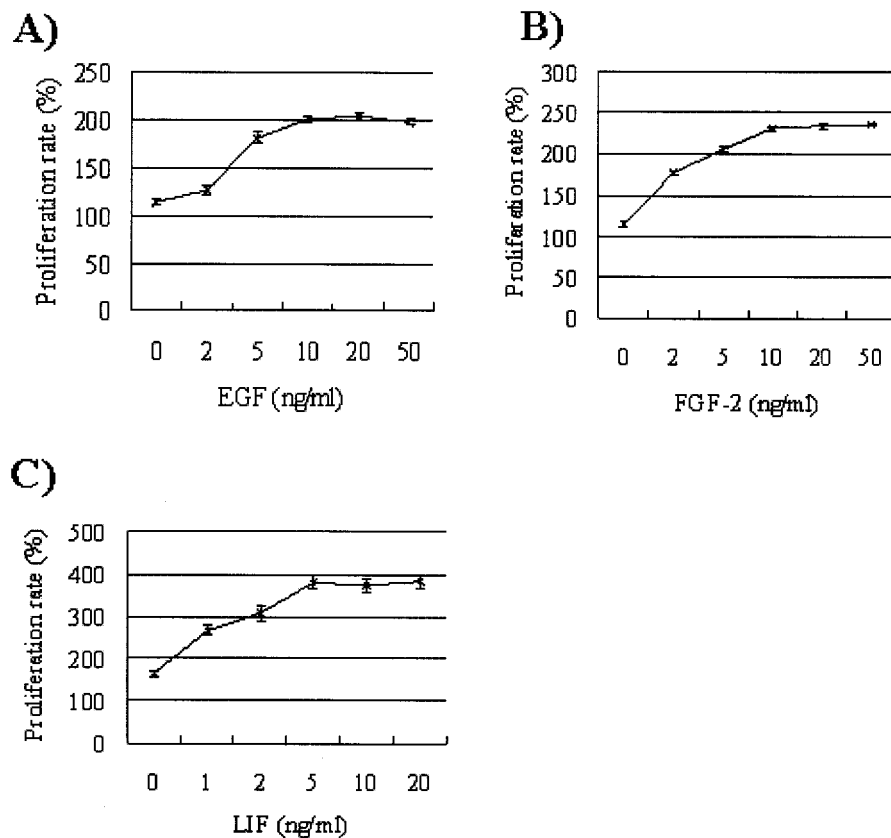 A)
Proliferation rate (%)
250
200
150
100
50
0
0 2 5 10 20 50
EGF (ng/ml)
B)
Proliferation rate (%)
300
250
200
150
100
50
0
0 2 5 10 20 50
FGF-2 (ng/ml)
C)
Proliferation rate (%)
500
400
300
200
100
0
0 1 2 5 10 20
LIF (ng/ml)